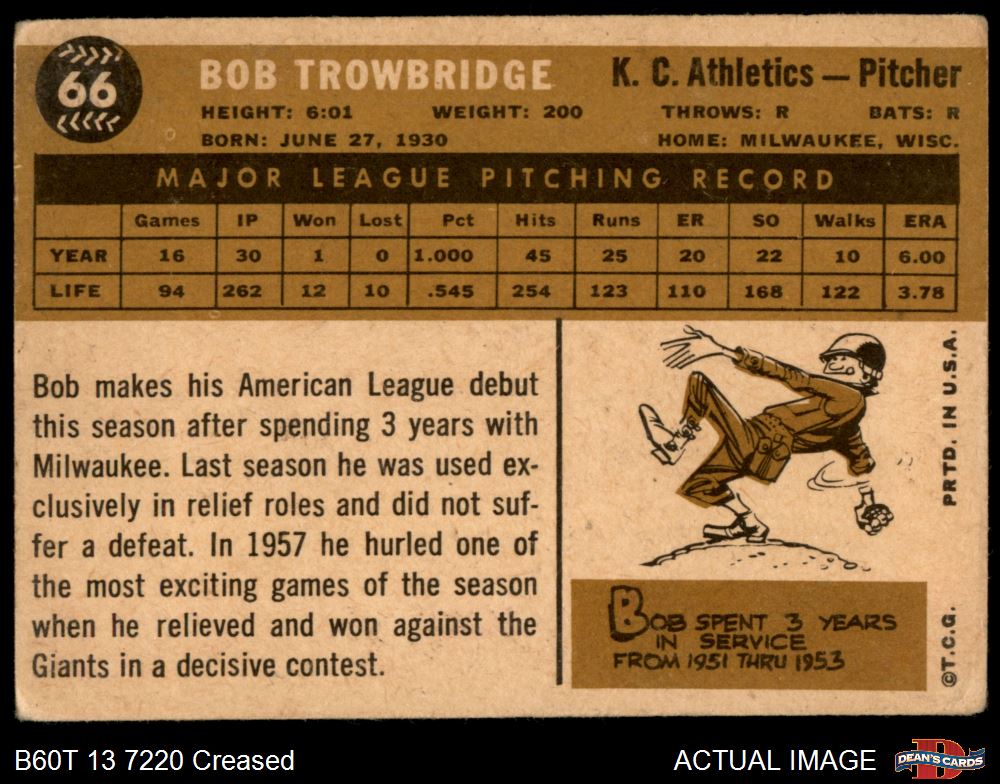 66
BOB TROWBRIDGE
K. C. Athletics — Pitcher
HEIGHT: 6:01 WEIGHT: 200 THROWS: R BATS: R
BORN: JUNE 27, 1930 HOME: MILWAUKEE, WISC.
MAJOR LEAGUE PITCHING RECORD
Games IP Won Lost Pct Hits Runs ER SO Walks ERA
YEAR 16 30 1 0 1.000 45 25 20 22 10 6.00
LIFE 94 262 12 10 .545 254 123 110 168 122 3.78
Bob makes his American League debut
this season after spending 3 years with
Milwaukee. Last season he was used ex-
clusively in relief roles and did not suf-
fer a defeat. In 1957 he hurled one of
the most exciting games of the season
when he relieved and won against the
Giants in a decisive contest.
BOB SPENT 3 YEARS
IN SERVICE
FROM 1951 THRU 1953
PRTD. IN U.S.A.
©T.C.G.
B60T 13 7220 Creased
ACTUAL IMAGE
DEAN'S CARDS